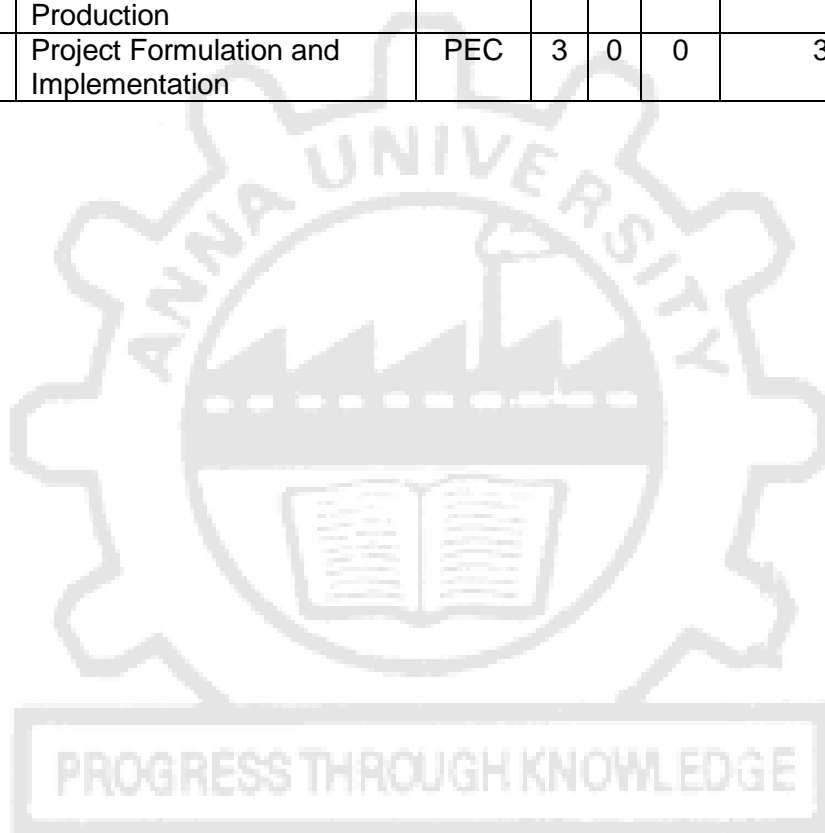 Production
Project Formulation and PEC 3 0 0 3
Implementation
ANNA UNIVERSITY
PROGRESS THROUGH KNOWLEDGE